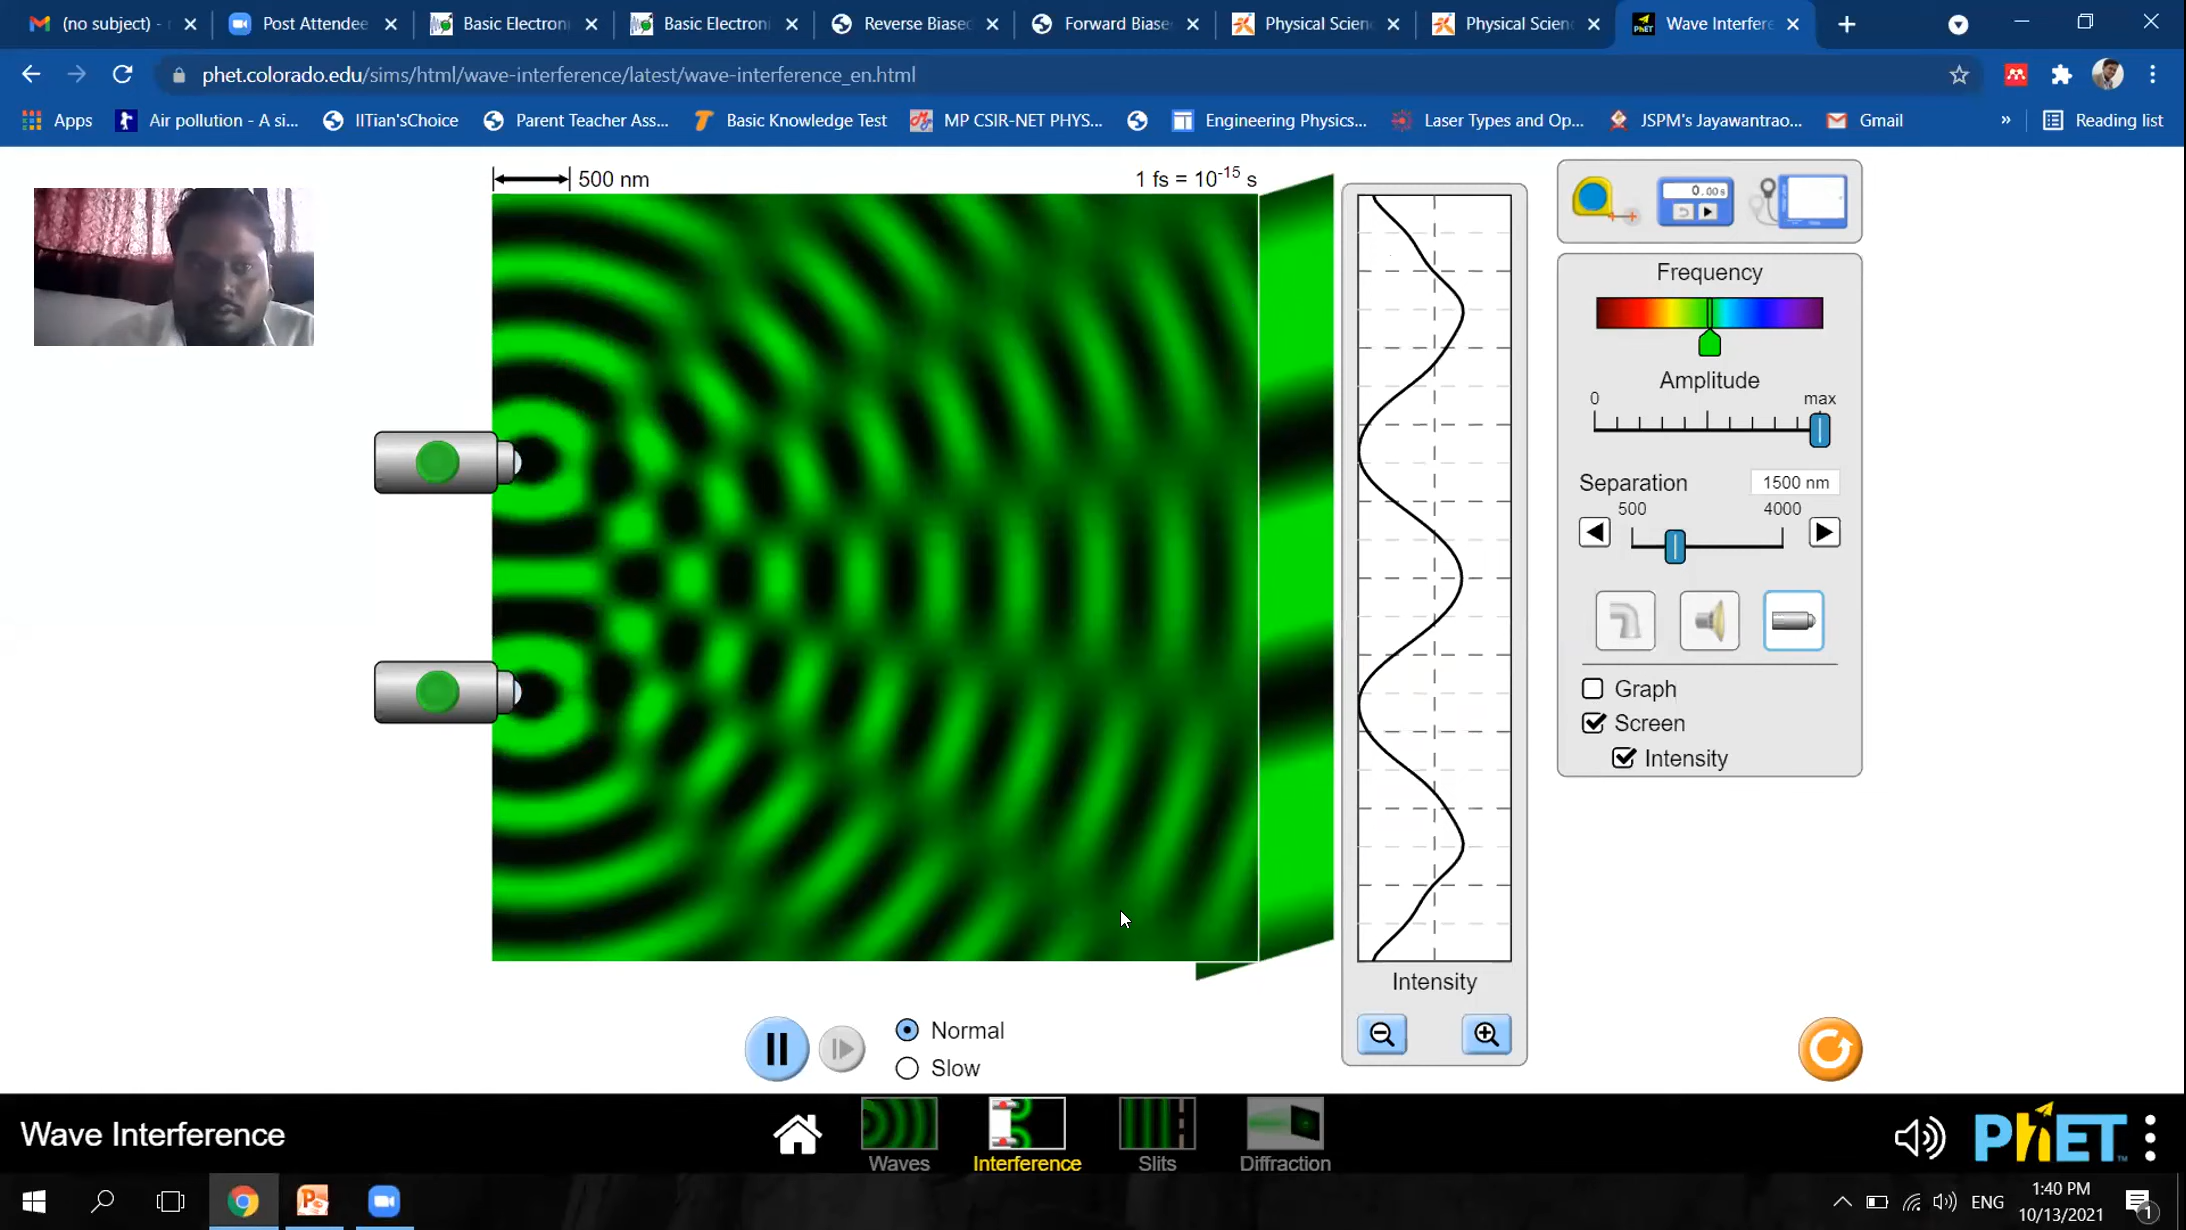 (no subject) -
Post Attendee
Basic Electron
Basic Electroni
Reverse Biase
Forward Biase
Physical Scien
Physical Scien
Wave Interfere
phet.colorado.edu/sims/html/wave-interference/latest/wave-interference_en.html
Apps
Air pollution - A si...
IITian'sChoice
Parent Teacher Ass...
Basic Knowledge Test
MP CSIR-NET PHYS...
Engineering Physics...
Laser Types and Op...
JSPM's Jayawantrao...
Gmail
»
Reading list
500 nm
1 fs = 10⁻¹⁵ s
0.00s
Frequency
Amplitude
0
max
Separation
1500 nm
500
4000
Graph
Screen
Intensity
Intensity
Normal
Slow
Wave Interference
Waves
Interference
Slits
Diffraction
PhET
ENG
1:40 PM
10/13/2021
1